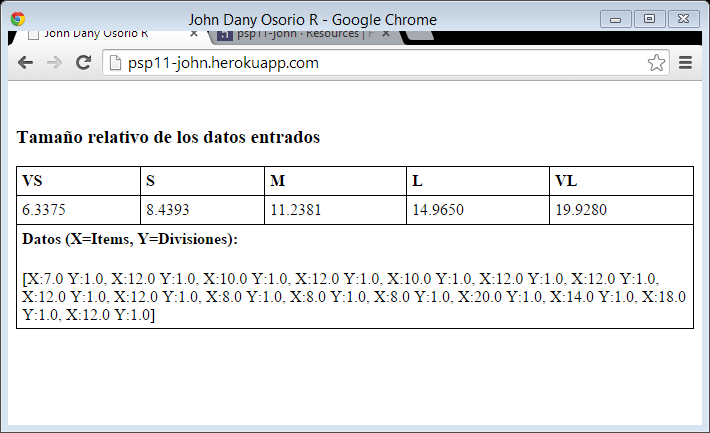 John Dany Osorio R - Google Chrome
John Dany Osorio R
psp11-john · Resources |
psp11-john.herokuapp.com
Tamaño relativo de los datos entrados
VS S M L VL
6.3375 8.4393 11.2381 14.9650 19.9280
Datos (X=Items, Y=Divisiones):
[X:7.0 Y:1.0, X:12.0 Y:1.0, X:10.0 Y:1.0, X:12.0 Y:1.0, X:10.0 Y:1.0, X:12.0 Y:1.0, X:12.0 Y:1.0,
X:12.0 Y:1.0, X:12.0 Y:1.0, X:8.0 Y:1.0, X:8.0 Y:1.0, X:8.0 Y:1.0, X:20.0 Y:1.0, X:14.0 Y:1.0, X:18.0
Y:1.0, X:12.0 Y:1.0]